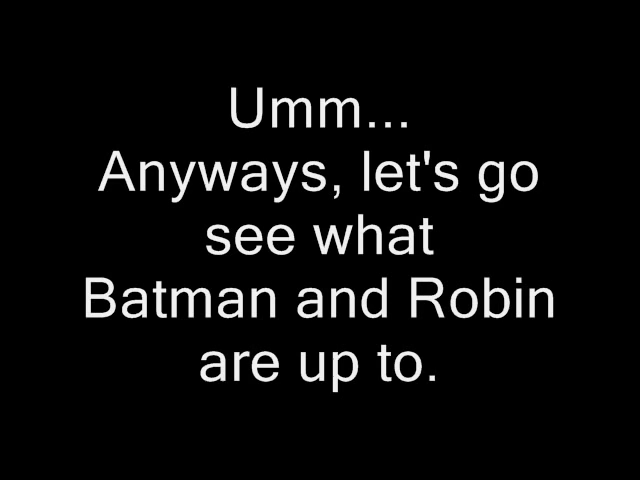 Umm...
Anyways, let's go
see what
Batman and Robin
are up to.